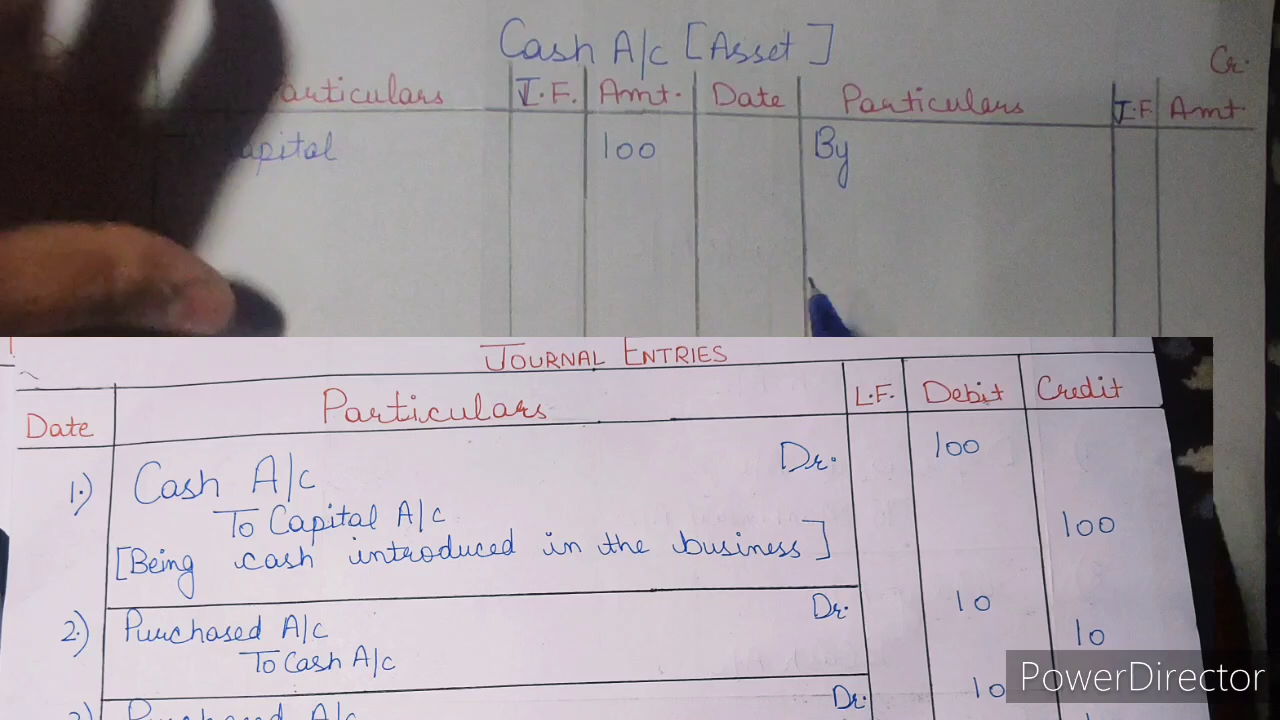 Cash A/c [Asset]
Cr.
articulars J.F. Amt. Date Particulars J.F. Amt
apital 100 By
JOURNAL ENTRIES
Date Particulars L.F. Debit Credit
1.) Cash A/c Dr. 100
To Capital A/c 100
[Being cash introduced in the business]
2.) Purchased A/c Dr. 10
To Cash A/c 10
Purchased A/c Dr. 10
PowerDirector